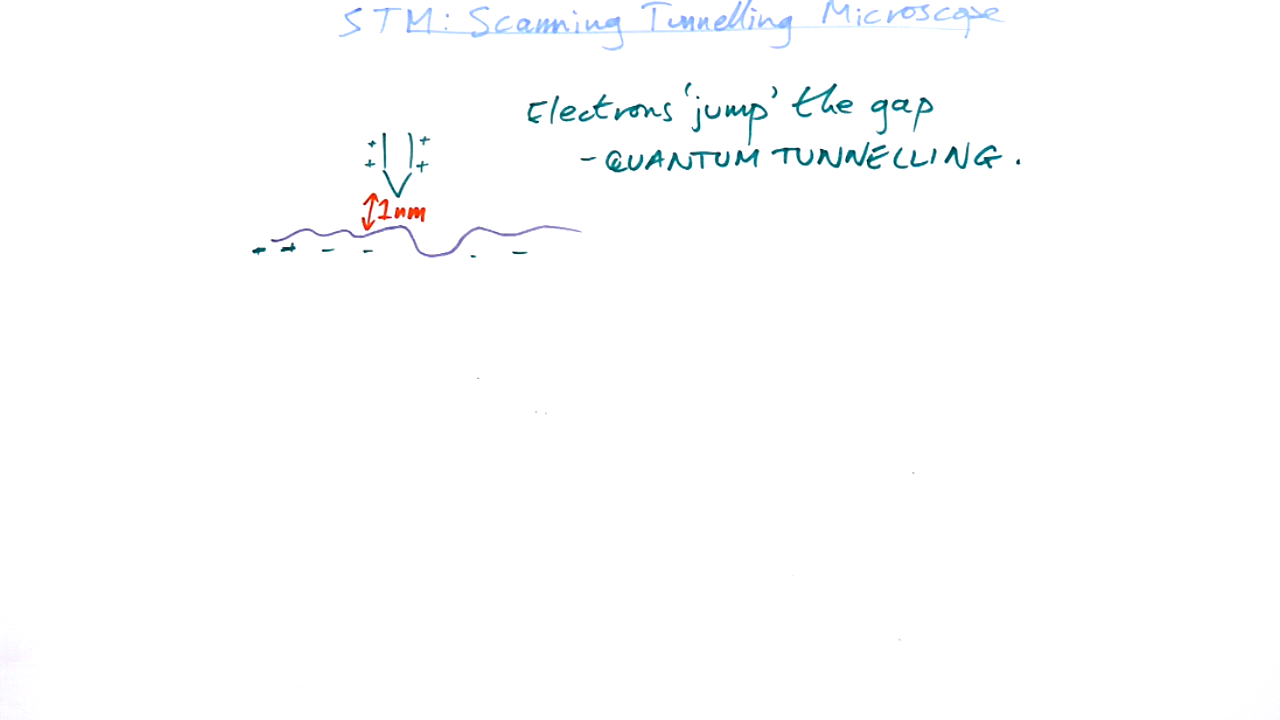 STM: Scanning Tunnelling Microscope
Electrons 'jump' the gap
- QUANTUM TUNNELLING.
+ +
+ +
1nm
- - - - - -